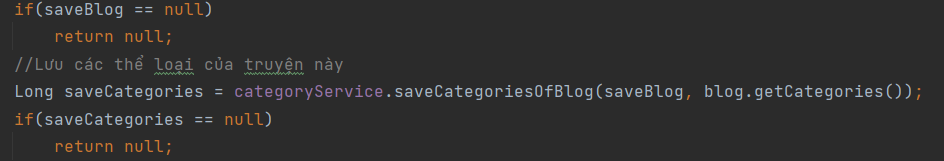 if(saveBlog == null)
return null;
//Lưu các thể loại của truyện này
Long saveCategories = categoryService.saveCategoriesOfBlog(saveBlog, blog.getCategories());
if(saveCategories == null)
return null;